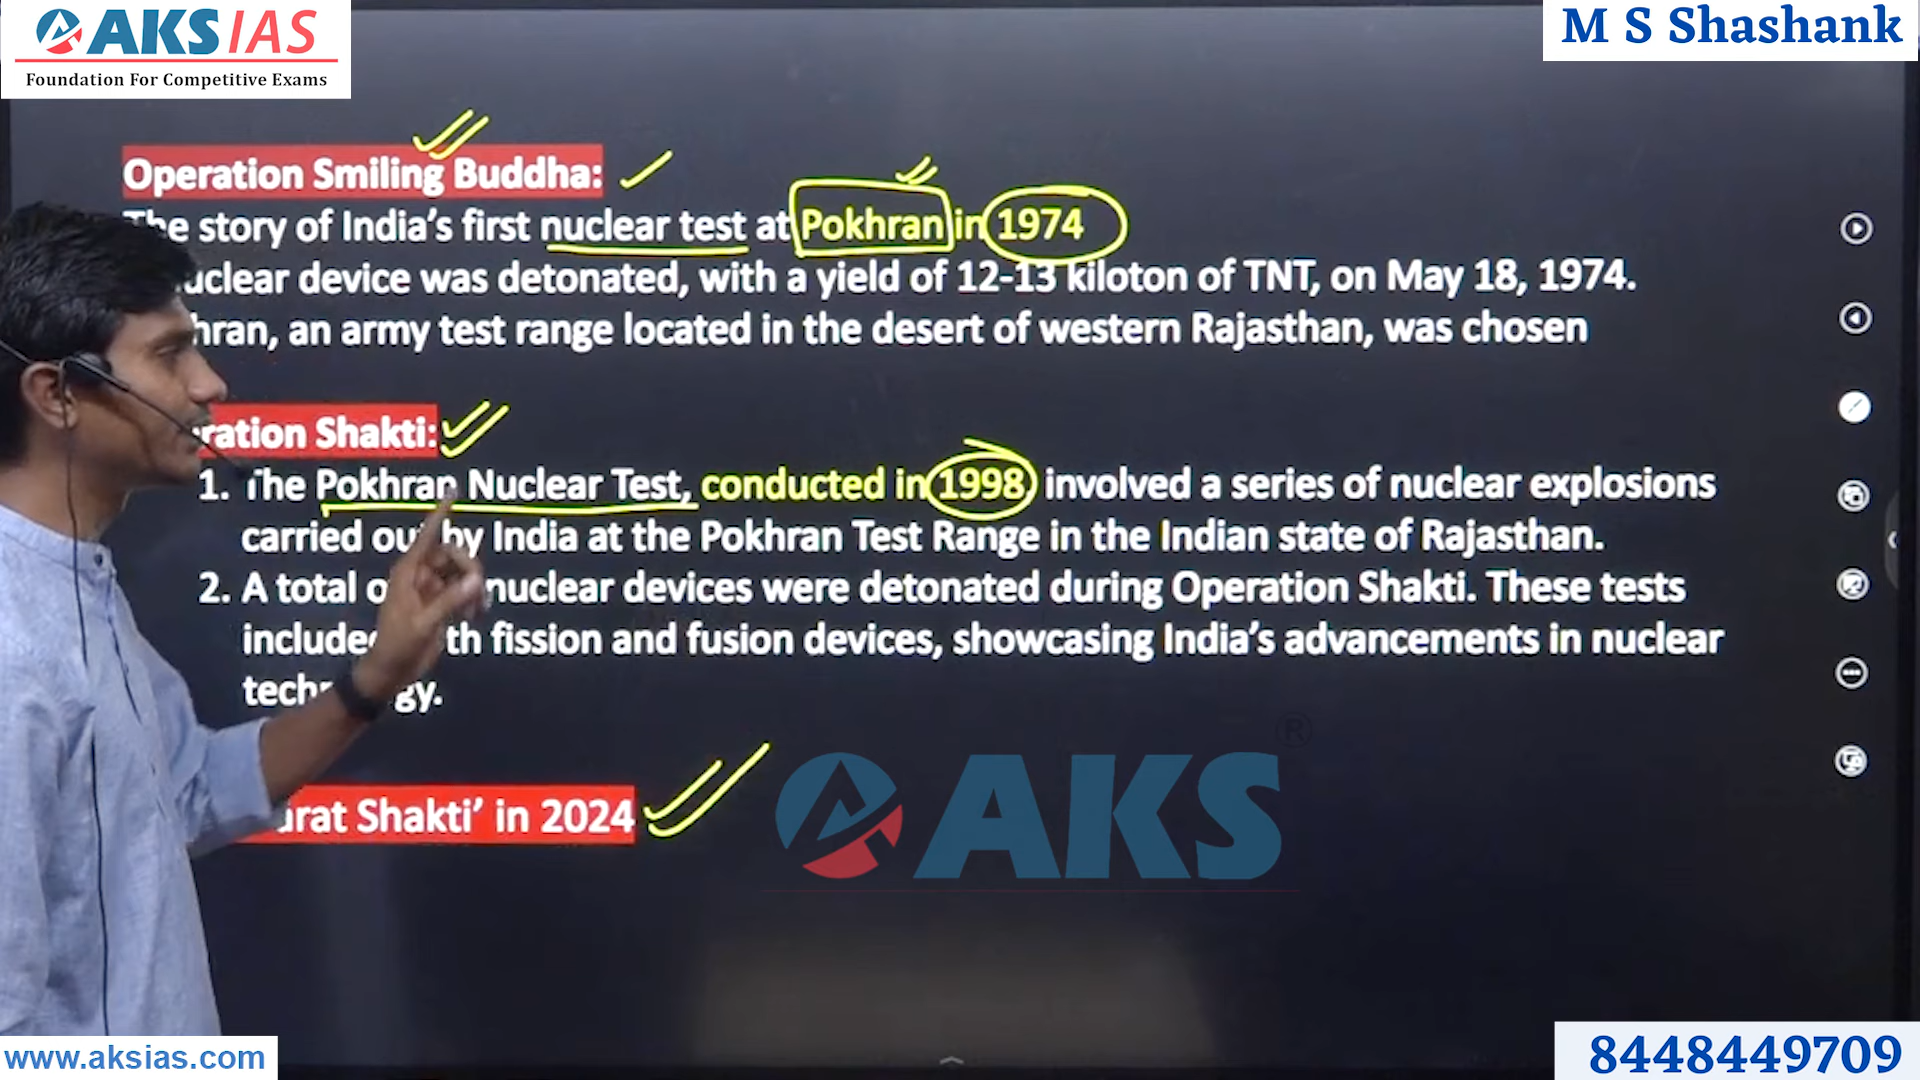 AKS IAS
Foundation For Competitive Exams
M S Shashank
Operation Smiling Buddha:
The story of India's first nuclear test at Pokhran in 1974
uclear device was detonated, with a yield of 12-13 kiloton of TNT, on May 18, 1974.
hran, an army test range located in the desert of western Rajasthan, was chosen
ration Shakti:
1. The Pokhran Nuclear Test, conducted in 1998, involved a series of nuclear explosions
carried out by India at the Pokhran Test Range in the Indian state of Rajasthan.
2. A total nuclear devices were detonated during Operation Shakti. These tests
include th fission and fusion devices, showcasing India's advancements in nuclear
tech gy.
®
AKS
arat Shakti' in 2024
www.aksias.com
8448449709